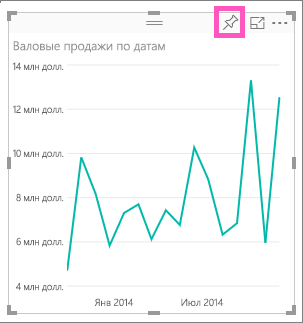 Валовые продажи по датам
14 млн долл.
12 млн долл.
10 млн долл.
8 млн долл.
6 млн долл.
4 млн долл.
Янв 2014 Июл 2014